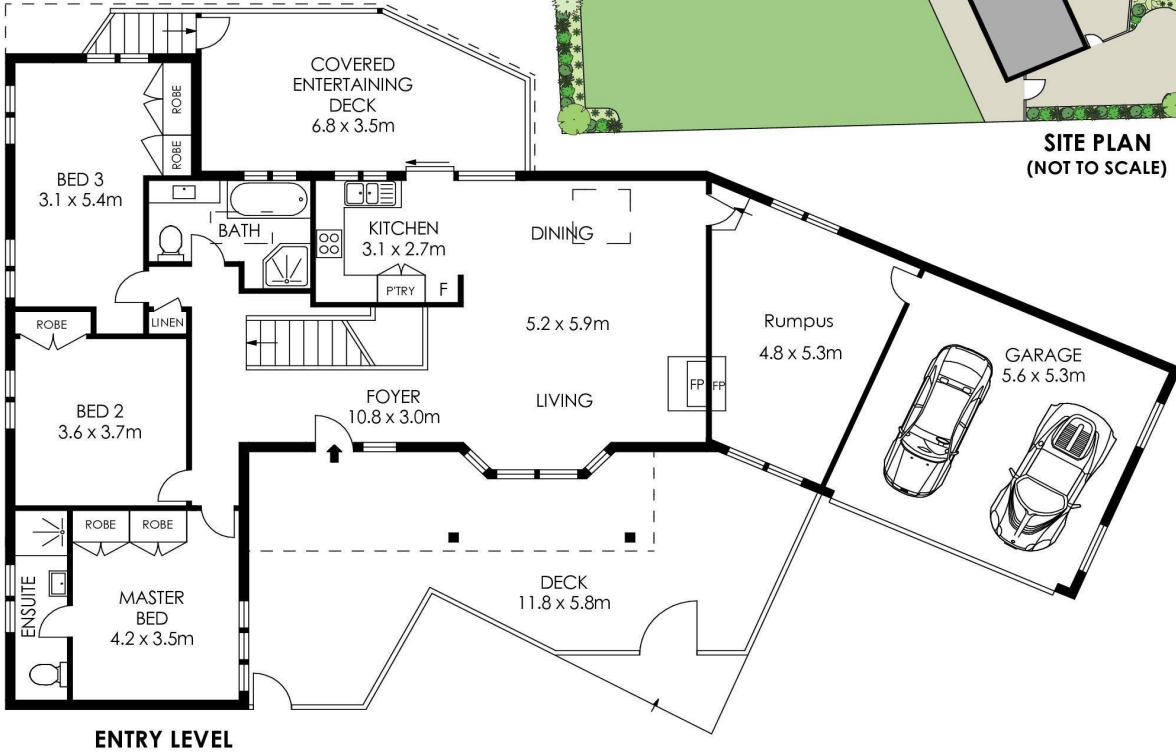 COVERED
ENTERTAINING
DECK
6.8 x 3.5m
SITE PLAN
(NOT TO SCALE)
ROBE
ROBE
BED 3
3.1 x 5.4m
BATH
KITCHEN
3.1 x 2.7m
P'TRY
F
DINING
5.2 x 5.9m
LIVING
FP
FP
Rumpus
4.8 x 5.3m
GARAGE
5.6 x 5.3m
LINEN
ROBE
BED 2
3.6 x 3.7m
FOYER
10.8 x 3.0m
ROBE
ROBE
ENSUITE
MASTER
BED
4.2 x 3.5m
DECK
11.8 x 5.8m
ENTRY LEVEL